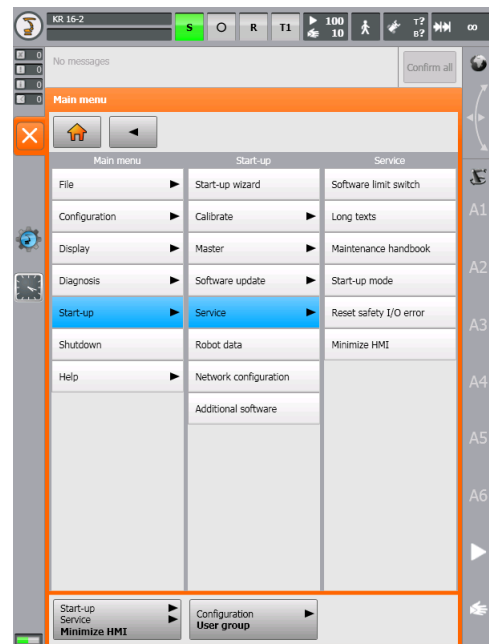 KR 16-2
S O R T1 100 10 T? B? ∞
No messages
Confirm all
0
0
0
0
Main menu
Main menu Start-up Service
File Start-up wizard Software limit switch
Configuration Calibrate Long texts
Display Master Maintenance handbook
Diagnosis Software update Start-up mode
Start-up Service Reset safety I/O error
Shutdown Robot data Minimize HMI
Help Network configuration
Additional software
A1
A2
A3
A4
A5
A6
Start-up
Service
Minimize HMI
Configuration
User group